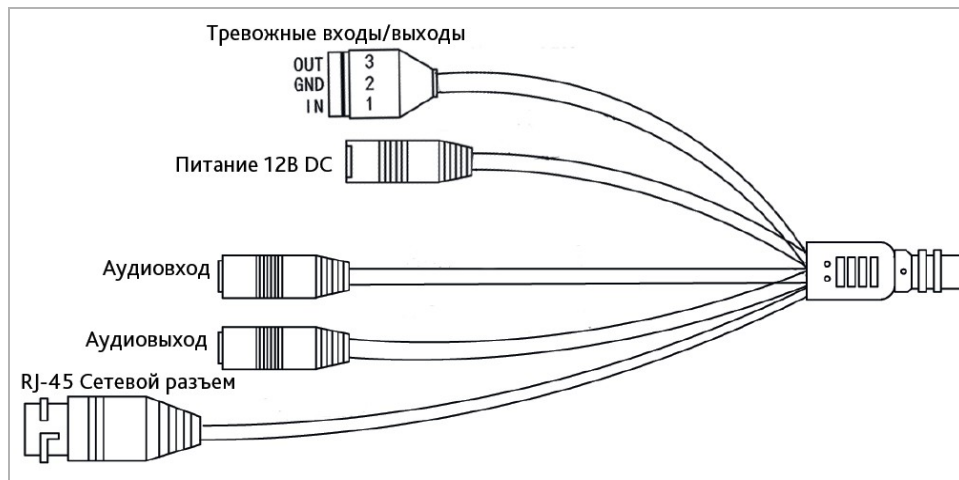 Тревожные входы/выходы
OUT 3
GND 2
IN 1
Питание 12В DC
Аудиовход
Аудиовыход
RJ-45 Сетевой разъем